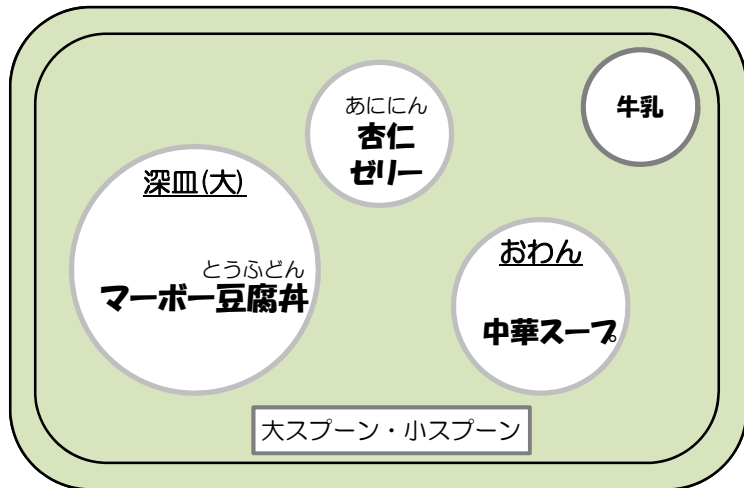 あんにん
杏仁
ゼリー
牛乳
深皿(大)
とうふどん
マーボー豆腐丼
おわん
中華スープ
大スプーン・小スプーン